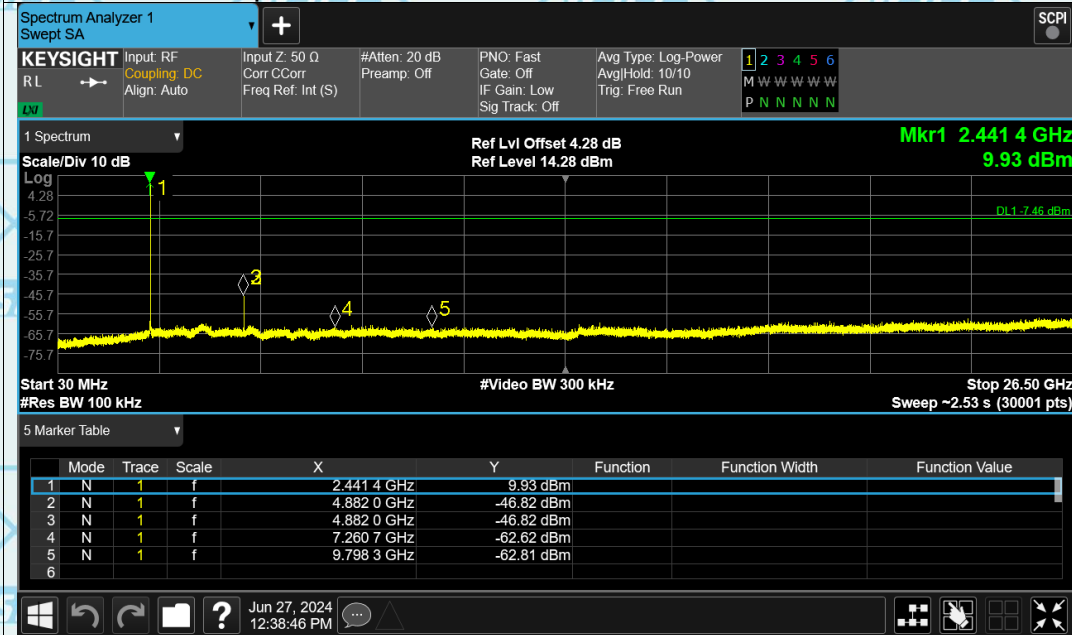 Spectrum Analyzer 1
Swept SA
+
SCPI
KEYSIGHT
RL
LXI
Input: RF
Coupling: DC
Align: Auto
Input Z: 50 Ω
Corr CCorr
Freq Ref: Int (S)
#Atten: 20 dB
Preamp: Off
PNO: Fast
Gate: Off
IF Gain: Low
Sig Track: Off
Avg Type: Log-Power
Avg|Hold: 10/10
Trig: Free Run
1 2 3 4 5 6
M W W W W W
P N N N N N
1 Spectrum
Scale/Div 10 dB
Ref Lvl Offset 4.28 dB
Ref Level 14.28 dBm
Mkr1 2.441 4 GHz
9.93 dBm
Log
4.28
-5.72
-15.7
-25.7
-35.7
-45.7
-55.7
-65.7
-75.7
1
3
4
5
DL1 -7.46 dBm
Start 30 MHz
#Video BW 300 kHz
Stop 26.50 GHz
#Res BW 100 kHz
Sweep ~2.53 s (30001 pts)
5 Marker Table
Mode Trace Scale X Y Function Function Width Function Value
1 N 1 f 2.441 4 GHz 9.93 dBm
2 N 1 f 4.882 0 GHz -46.82 dBm
3 N 1 f 4.882 0 GHz -46.82 dBm
4 N 1 f 7.260 7 GHz -62.62 dBm
5 N 1 f 9.798 3 GHz -62.81 dBm
6
?
Jun 27, 2024
12:38:46 PM